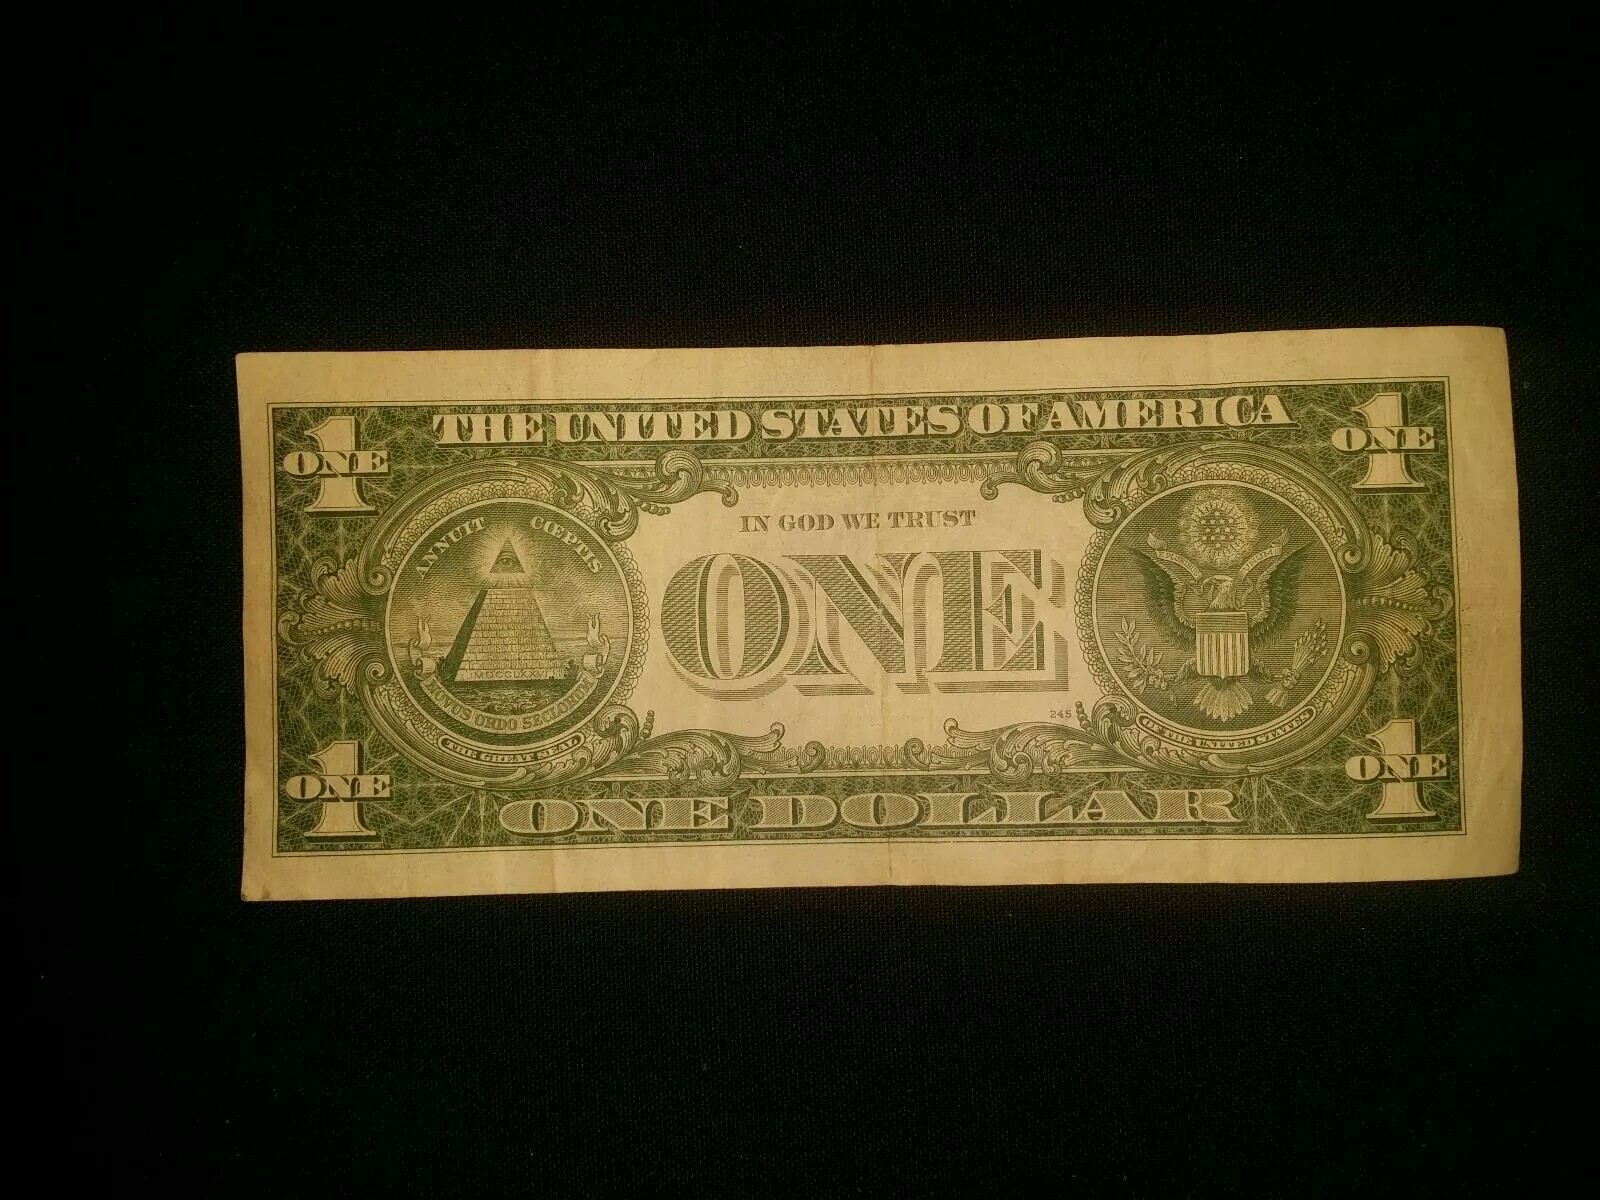 THE UNITED STATES OF AMERICA
1
ONE
1
ONE
ANNUIT CŒPTIS
IN GOD WE TRUST
ONE
MDCCLXXVI
NOVUS ORDO SECLORUM
THE GREAT SEAL
OF THE UNITED STATES
245
1
ONE
1
ONE
ONE DOLLAR